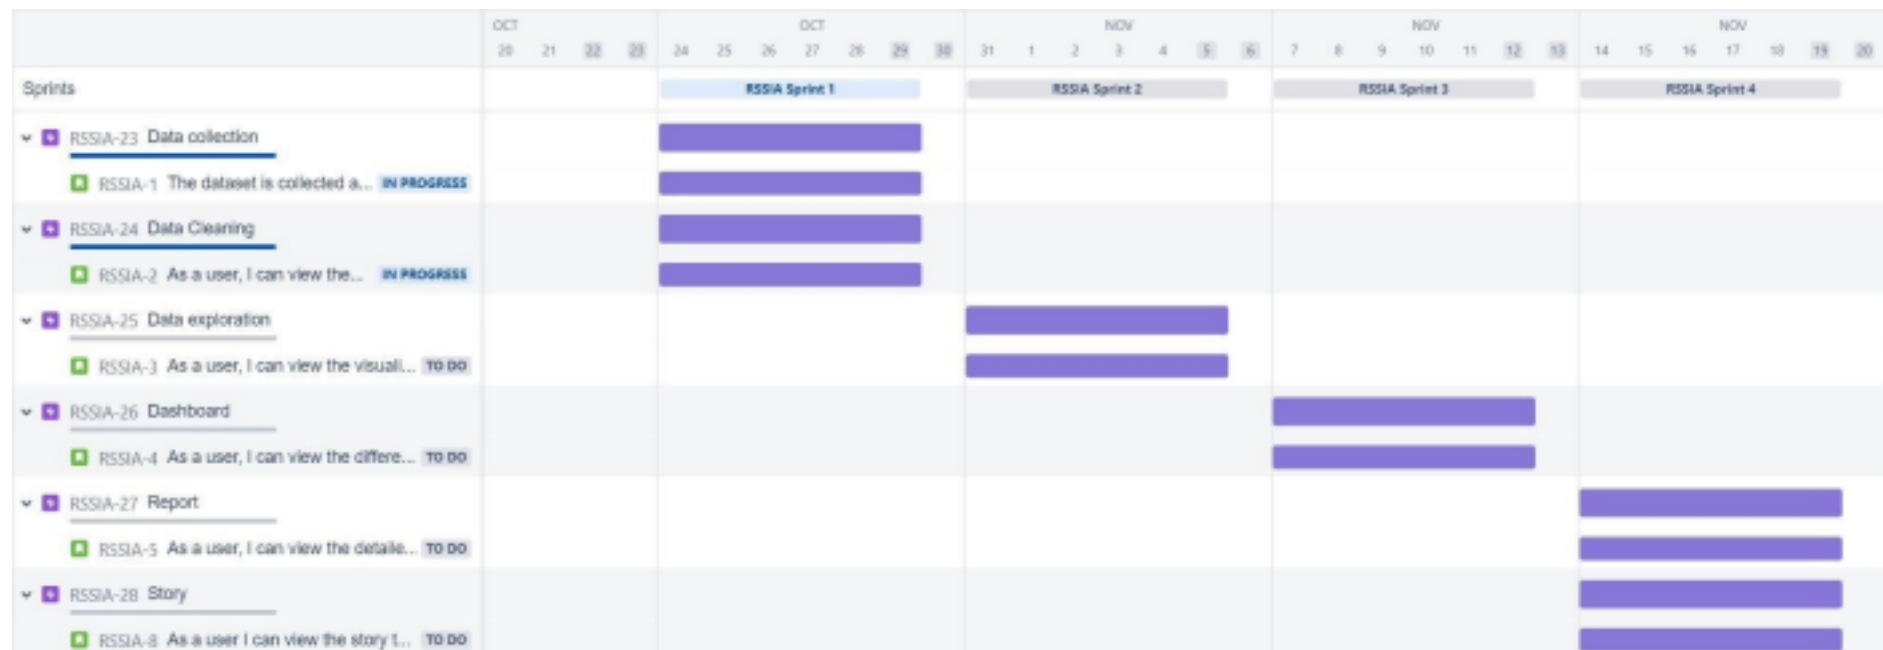 OCT OCT NOV NOV NOV
20 21 22 23 24 25 26 27 28 29 30 31 1 2 3 4 5 6 7 8 9 10 11 12 13 14 15 16 17 18 19 20
Sprints RSSIA Sprint 1 RSSIA Sprint 2 RSSIA Sprint 3 RSSIA Sprint 4
RSSIA-23 Data collection
RSSIA-1 The dataset is collected a... IN PROGRESS
RSSIA-24 Data Cleaning
RSSIA-2 As a user, I can view the... IN PROGRESS
RSSIA-25 Data exploration
RSSIA-3 As a user, I can view the visuali... TO DO
RSSIA-26 Dashboard
RSSIA-4 As a user, I can view the differe... TO DO
RSSIA-27 Report
RSSIA-5 As a user, I can view the detaile... TO DO
RSSIA-28 Story
RSSIA-8 As a user I can view the story t... TO DO